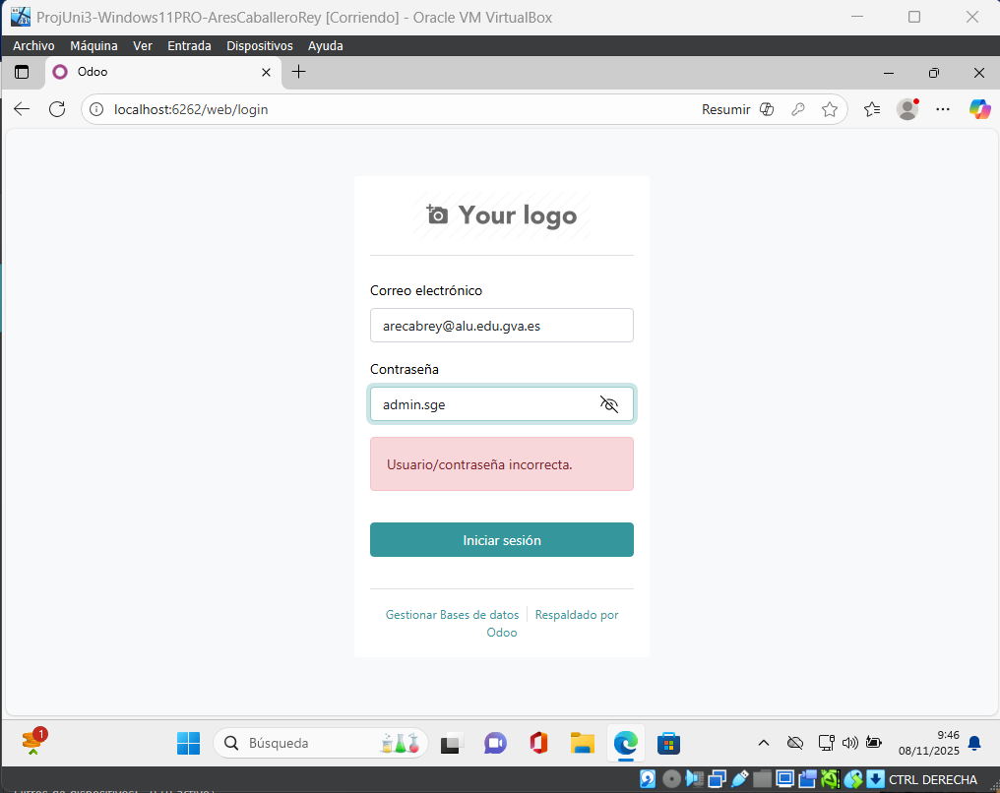 ProjUni3-Windows11PRO-AresCaballeroRey [Corriendo] - Oracle VM VirtualBox
Archivo Máquina Ver Entrada Dispositivos Ayuda
Odoo
localhost:6262/web/login Resumir
Your logo
Correo electrónico
arecabrey@alu.edu.gva.es
Contraseña
admin.sge
Usuario/contraseña incorrecta.
Iniciar sesión
Gestionar Bases de datos Respaldado por
Odoo
1
Búsqueda
9:46
08/11/2025
CTRL DERECHA